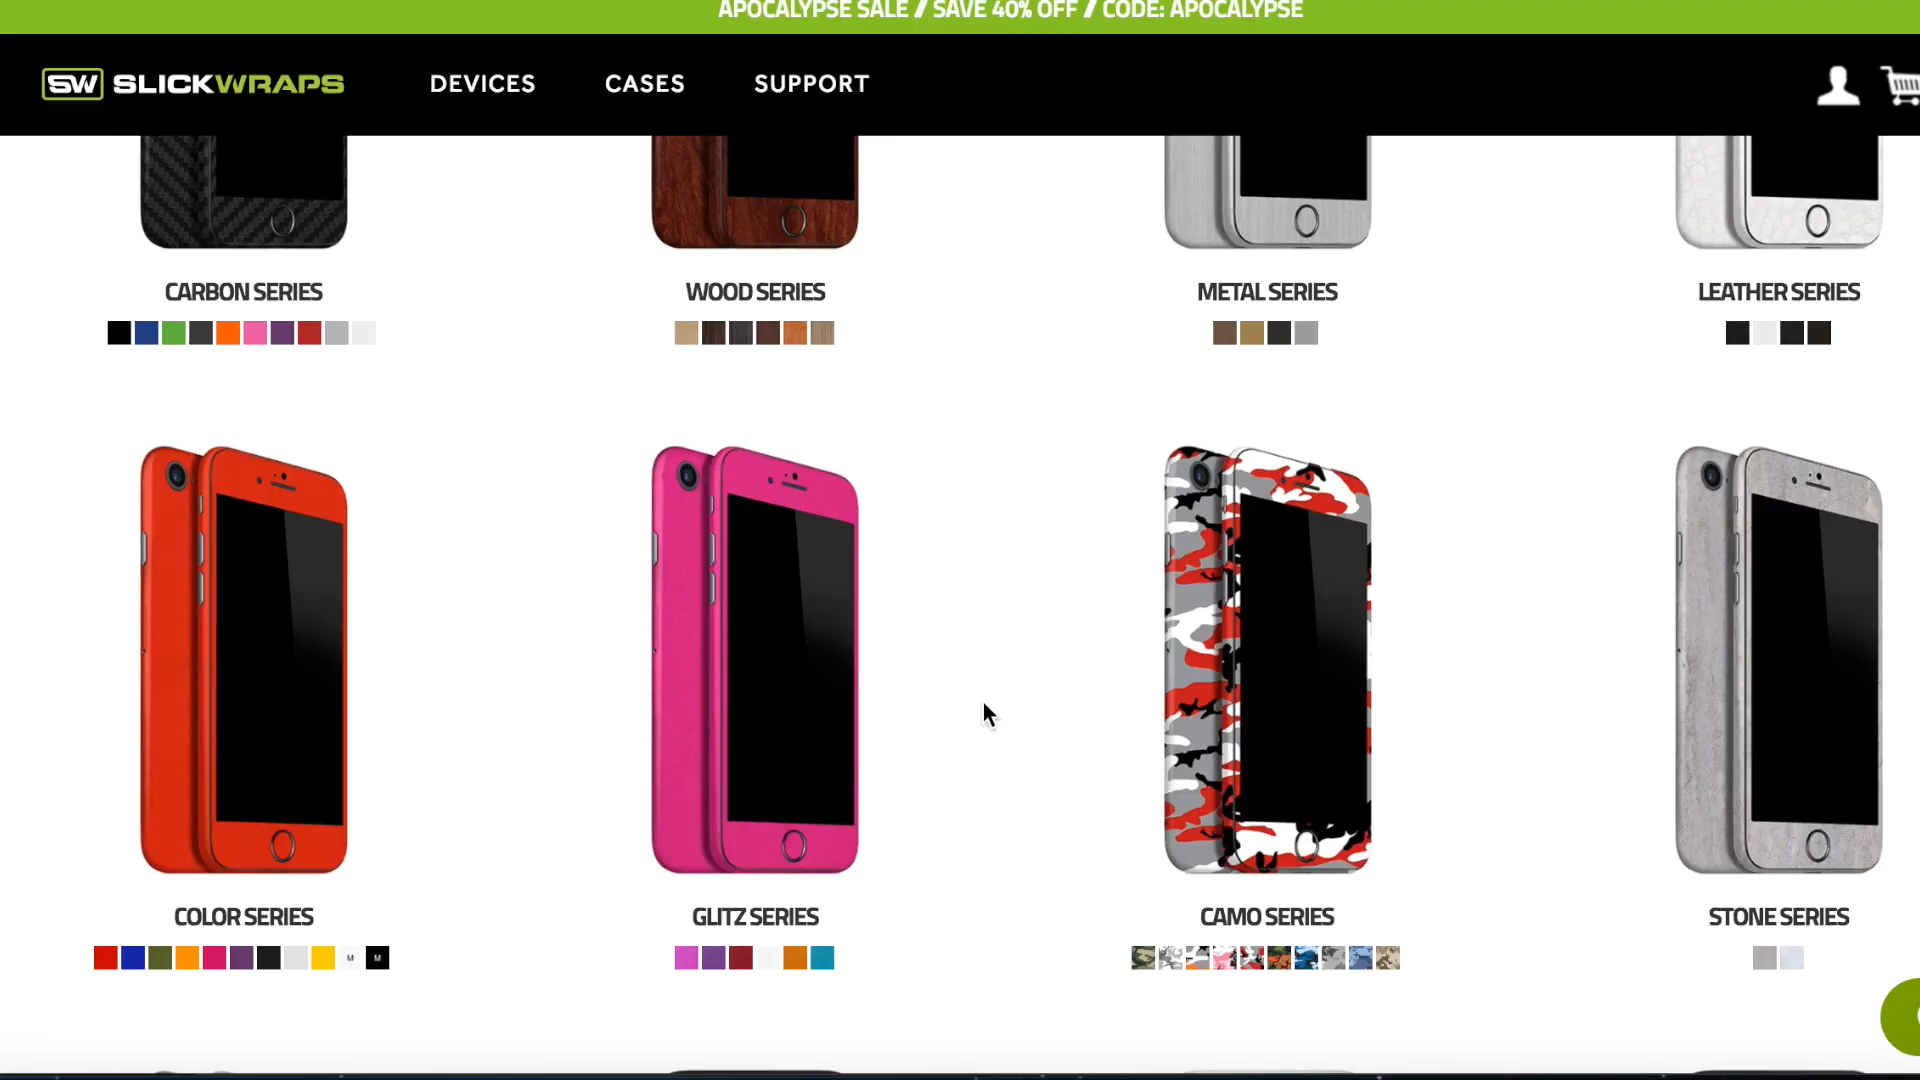 APOCALYPSE SALE / SAVE 40% OFF / CODE: APOCALYPSE
SW SLICKWRAPS
DEVICES
CASES
SUPPORT
CARBON SERIES
WOOD SERIES
METAL SERIES
LEATHER SERIES
COLOR SERIES
GLITZ SERIES
CAMO SERIES
STONE SERIES
M
M